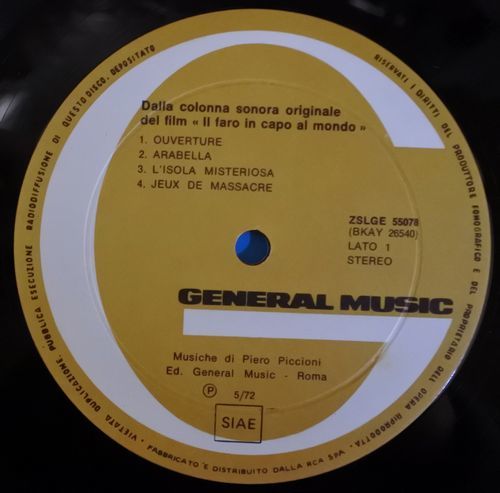 Dalla colonna sonora originale
del film « Il faro in capo al mondo »
1. OUVERTURE
2. ARABELLA
3. L'ISOLA MISTERIOSA
4. JEUX DE MASSACRE
ZSLGE 55078
(BKAY 26540)
LATO 1
STEREO
GENERAL MUSIC
Musiche di Piero Piccioni
Ed. General Music - Roma
P 5/72
SIAE
RISERVATI I DIRITTI DEL PRODUTTORE FONOGRAFICO E DEL PROPRIETARIO DELL'OPERA RIPRODOTTA • FABBRICATO E DISTRIBUITO DALLA RCA SPA • VIETATA DUPLICAZIONE, PUBBLICA ESECUZIONE RADIODIFFUSIONE DI QUESTO DISCO. DEPOSITATO